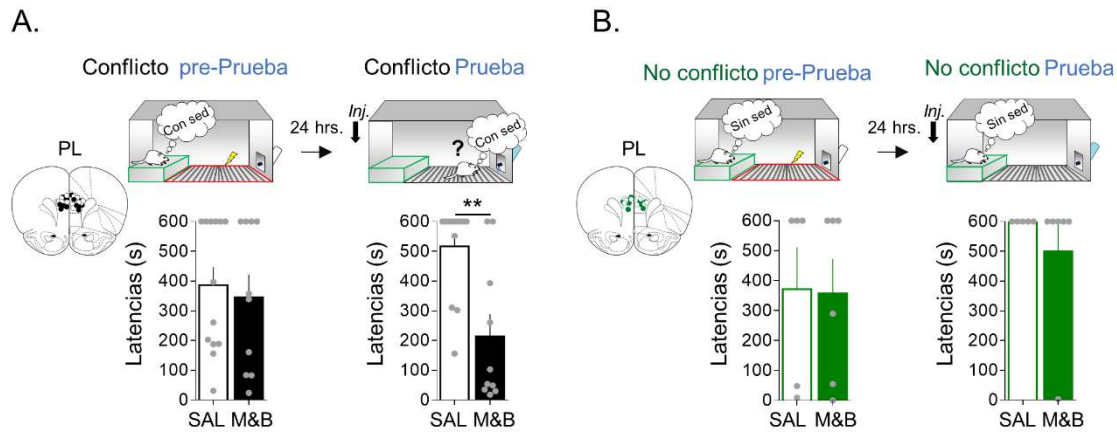 A.
Conflicto pre-Prueba
Con sed
24 hrs.
Conflicto Prueba
Inj.
?
Con sed
PL
Latencias (s)
600
500
400
300
200
100
0
SAL M&B
Latencias (s)
**
600
500
400
300
200
100
0
SAL M&B
B.
No conflicto pre-Prueba
Sin sed
24 hrs.
No conflicto Prueba
Inj.
Sin sed
PL
Latencias (s)
600
500
400
300
200
100
0
SAL M&B
Latencias (s)
600
500
400
300
200
100
0
SAL M&B